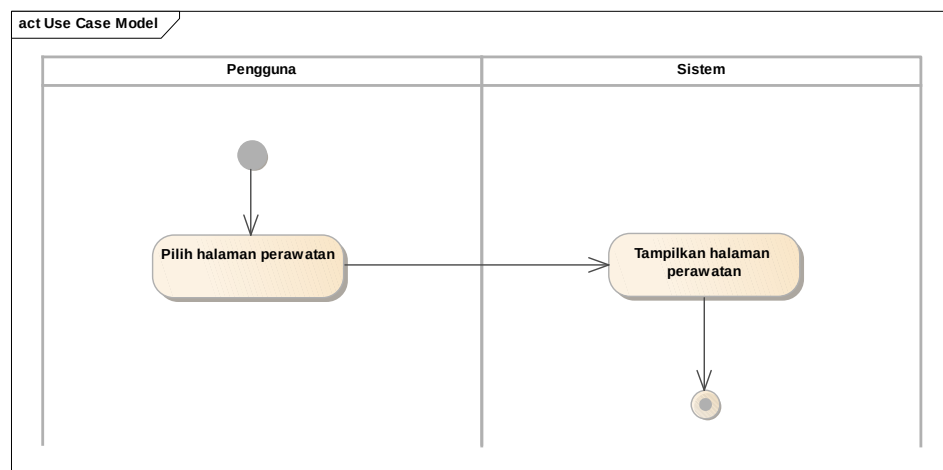 act Use Case Model
Pengguna
Sistem
Pilih halaman perawatan
Tampilkan halaman
perawatan